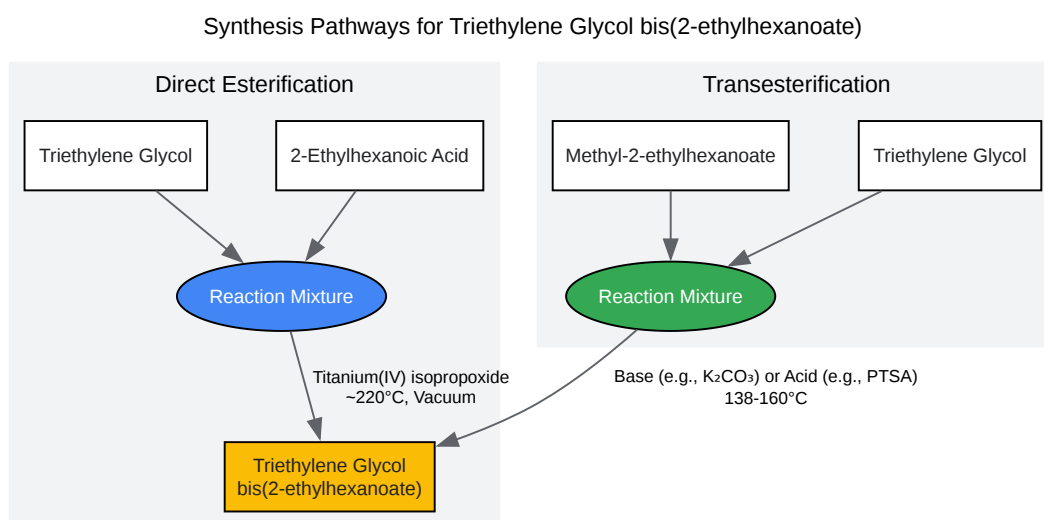 Synthesis Pathways for Triethylene Glycol bis(2-ethylhexanoate)
Direct Esterification
Transesterification
Triethylene Glycol
2-Ethylhexanoic Acid
Methyl-2-ethylhexanoate
Triethylene Glycol
Reaction Mixture
Reaction Mixture
Titanium(IV) isopropoxide
~220°C, Vacuum
Base (e.g., K₂CO₃) or Acid (e.g., PTSA)
138-160°C
Triethylene Glycol
bis(2-ethylhexanoate)